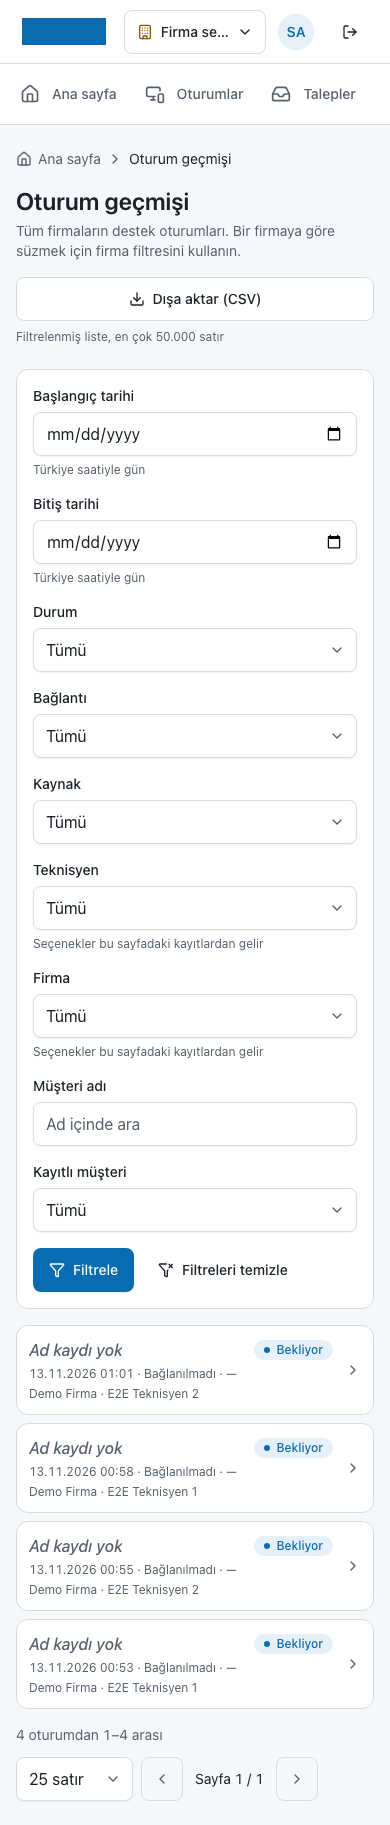 Firma se...
SA
Ana sayfa
Oturumlar
Talepler
Ana sayfa
Oturum geçmişi
Oturum geçmişi
Tüm firmaların destek oturumları. Bir firmaya göre
süzmek için firma filtresini kullanın.
Dışa aktar (CSV)
Filtrelenmiş liste, en çok 50.000 satır
Başlangıç tarihi
mm/dd/yyyy
Türkiye saatiyle gün
Bitiş tarihi
mm/dd/yyyy
Türkiye saatiyle gün
Durum
Tümü
Bağlantı
Tümü
Kaynak
Tümü
Teknisyen
Tümü
Seçenekler bu sayfadaki kayıtlardan gelir
Firma
Tümü
Seçenekler bu sayfadaki kayıtlardan gelir
Müşteri adı
Ad içinde ara
Kayıtlı müşteri
Tümü
Filtrele
Filtreleri temizle
Ad kaydı yok
Bekliyor
13.11.2026 01:01 · Bağlanılmadı · —
Demo Firma · E2E Teknisyen 2
Ad kaydı yok
Bekliyor
13.11.2026 00:58 · Bağlanılmadı · —
Demo Firma · E2E Teknisyen 1
Ad kaydı yok
Bekliyor
13.11.2026 00:55 · Bağlanılmadı · —
Demo Firma · E2E Teknisyen 2
Ad kaydı yok
Bekliyor
13.11.2026 00:53 · Bağlanılmadı · —
Demo Firma · E2E Teknisyen 1
4 oturumdan 1–4 arası
25 satır
Sayfa 1 / 1